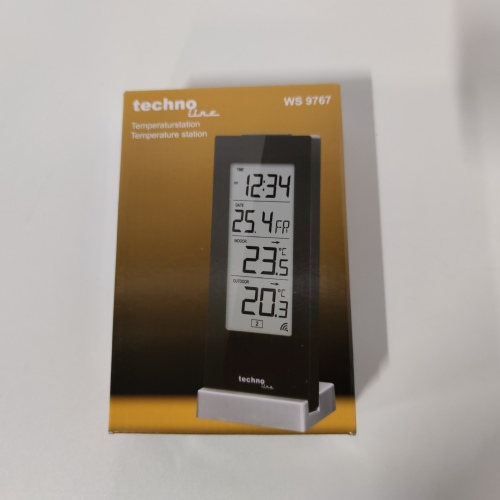 techno
line
WS 9767
Temperaturstation
Temperature station
TIME
12:34
DATE
25. 4 FR
INDOOR
23.5 °C
OUTDOOR
20.3 °C
2
techno
line